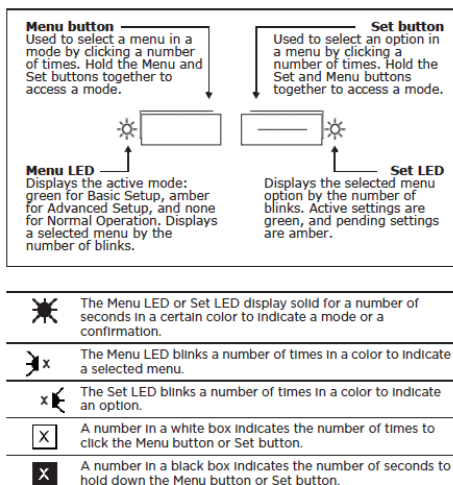 Menu button
Used to select a menu in a
mode by clicking a number
of times. Hold the Menu and
Set buttons together to
access a mode.
Set button
Used to select an option in
a menu by clicking a
number of times. Hold the
Set and Menu buttons
together to access a mode.
Menu LED
Displays the active mode:
green for Basic Setup, amber
for Advanced Setup, and none
for Normal Operation. Displays
a selected menu by the
number of blinks.
Set LED
Displays the selected menu
option by the number of
blinks. Active settings are
green, and pending settings
are amber.
The Menu LED or Set LED display solid for a number of
seconds in a certain color to indicate a mode or a
confirmation.
x
The Menu LED blinks a number of times in a color to indicate
a selected menu.
x
The Set LED blinks a number of times in a color to indicate
an option.
X
A number in a white box indicates the number of times to
click the Menu button or Set button.
X
A number in a black box indicates the number of seconds to
hold down the Menu button or Set button.